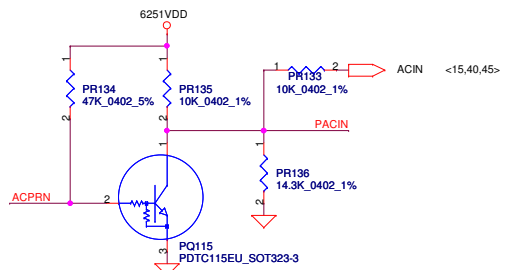 6251VDD
1
1
1 2
ACIN <15,40,45>
PR134
47K_0402_5%
PR135
10K_0402_1%
PR133
10K_0402_1%
2
2
PACIN
1
1
PR136
14.3K_0402_1%
ACPRN
2
2
3
PQ115
PDTC115EU_SOT323-3